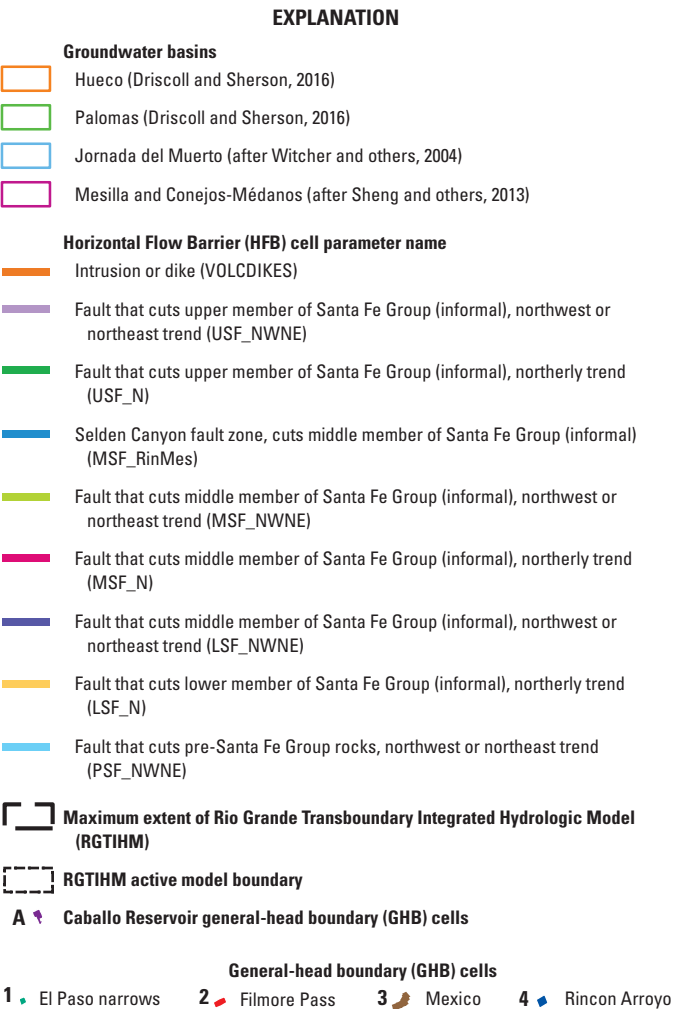 EXPLANATION
Groundwater basins
Hueco (Driscoll and Sherson, 2016)
Palomas (Driscoll and Sherson, 2016)
Jornada del Muerto (after Witcher and others, 2004)
Mesilla and Conejos-Médanos (after Sheng and others, 2013)
Horizontal Flow Barrier (HFB) cell parameter name
Intrusion or dike (VOLCDIKES)
Fault that cuts upper member of Santa Fe Group (informal), northwest or
northeast trend (USF_NWNE)
Fault that cuts upper member of Santa Fe Group (informal), northerly trend
(USF_N)
Selden Canyon fault zone, cuts middle member of Santa Fe Group (informal)
(MSF_RinMes)
Fault that cuts middle member of Santa Fe Group (informal), northwest or
northeast trend (MSF_NWNE)
Fault that cuts middle member of Santa Fe Group (informal), northerly trend
(MSF_N)
Fault that cuts middle member of Santa Fe Group (informal), northwest or
northeast trend (LSF_NWNE)
Fault that cuts lower member of Santa Fe Group (informal), northerly trend
(LSF_N)
Fault that cuts pre-Santa Fe Group rocks, northwest or northeast trend
(PSF_NWNE)
Maximum extent of Rio Grande Transboundary Integrated Hydrologic Model
(RGTIHM)
RGTIHM active model boundary
A Caballo Reservoir general-head boundary (GHB) cells
General-head boundary (GHB) cells
1 El Paso narrows 2 Filmore Pass 3 Mexico 4 Rincon Arroyo